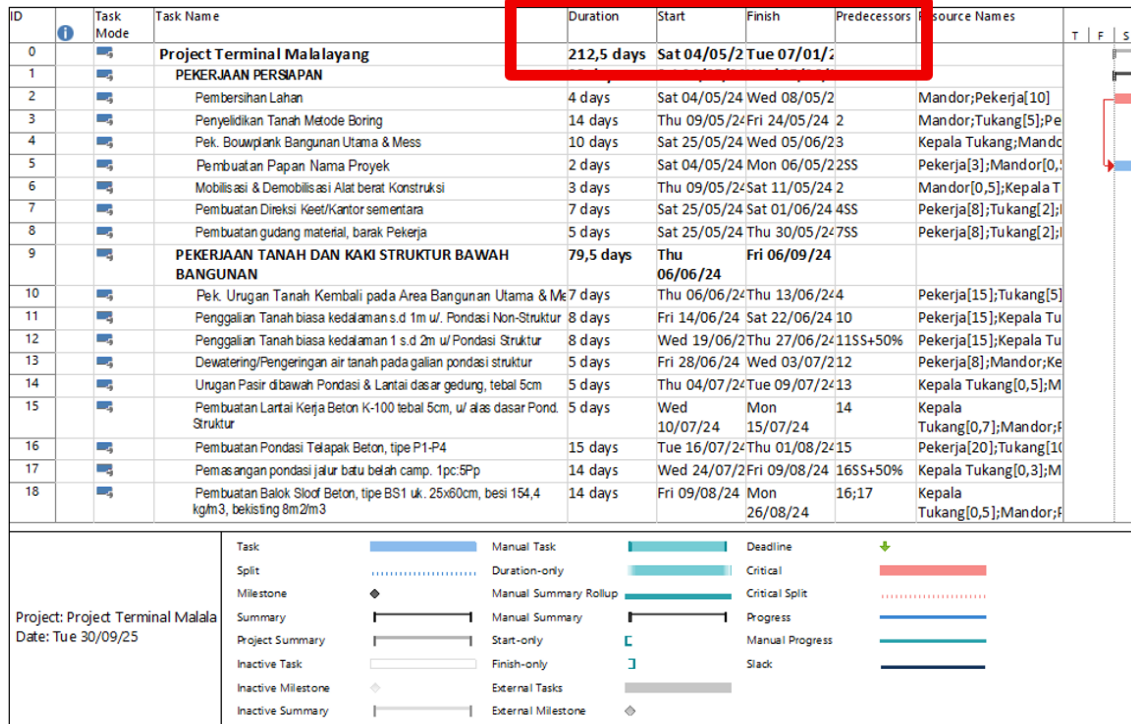 ID Task Mode Task Name Duration Start Finish Predecessors Resource Names T F S
0 Project Terminal Malalayang 212,5 days Sat 04/05/2 Tue 07/01/2
1 PEKERJAAN PERSIAPAN
2 Pembersihan Lahan 4 days Sat 04/05/24 Wed 08/05/2 Mandor;Pekerja[10]
3 Penyelidikan Tanah Metode Boring 14 days Thu 09/05/24 Fri 24/05/24 2 Mandor;Tukang[5];Pe
4 Pek. Bouwplank Bangunan Utama & Mess 10 days Sat 25/05/24 Wed 05/06/2 3 Kepala Tukang;Mando
5 Pembuatan Papan Nama Proyek 2 days Sat 04/05/24 Mon 06/05/2 2SS Pekerja[3];Mandor[0,5
6 Mobilisasi & Demobilisasi Alat berat Konstruksi 3 days Thu 09/05/24 Sat 11/05/24 2 Mandor[0,5];Kepala T
7 Pembuatan Direksi Keet/Kantor sementara 7 days Sat 25/05/24 Sat 01/06/24 4SS Pekerja[8];Tukang[2];
8 Pembuatan gudang material, barak Pekerja 5 days Sat 25/05/24 Thu 30/05/24 7SS Pekerja[8];Tukang[2];
9 PEKERJAAN TANAH DAN KAKI STRUKTUR BAWAH BANGUNAN 79,5 days Thu 06/06/24 Fri 06/09/24
10 Pek. Urugan Tanah Kembali pada Area Bangunan Utama & Me 7 days Thu 06/06/24 Thu 13/06/24 4 Pekerja[15];Tukang[5]
11 Penggalian Tanah biasa kedalaman s.d 1m u/. Pondasi Non-Struktur 8 days Fri 14/06/24 Sat 22/06/24 10 Pekerja[15];Kepala Tu
12 Penggalian Tanah biasa kedalaman 1 s.d 2m u/ Pondasi Struktur 8 days Wed 19/06/2 Thu 27/06/24 11SS+50% Pekerja[15];Kepala Tu
13 Dewatering/Pengeringan air tanah pada galian pondasi struktur 5 days Fri 28/06/24 Wed 03/07/2 12 Pekerja[8];Mandor;Ke
14 Urugan Pasir dibawah Pondasi & Lantai dasar gedung, tebal 5cm 5 days Thu 04/07/24 Tue 09/07/24 13 Kepala Tukang[0,5];M
15 Pembuatan Lantai Kerja Beton K-100 tebal 5cm, u/ alas dasar Pond. Struktur 5 days Wed 10/07/24 Mon 15/07/24 14 Kepala Tukang[0,7];Mandor;
16 Pembuatan Pondasi Telapak Beton, tipe P1-P4 15 days Tue 16/07/24 Thu 01/08/24 15 Pekerja[20];Tukang[10
17 Pemasangan pondasi jalur batu belah camp. 1pc:5Pp 14 days Wed 24/07/2 Fri 09/08/24 16SS+50% Kepala Tukang[0,3];M
18 Pembuatan Balok Sloof Beton, tipe BS1 uk. 25x60cm, besi 154,4 kg/m3, bekisting 8m2/m3 14 days Fri 09/08/24 Mon 26/08/24 16;17 Kepala Tukang[0,5];Mandor;
Project: Project Terminal Malala
Date: Tue 30/09/25
Task
Split
Milestone
Summary
Project Summary
Inactive Task
Inactive Milestone
Inactive Summary
Manual Task
Duration-only
Manual Summary Rollup
Manual Summary
Start-only
Finish-only
External Tasks
External Milestone
Deadline
Critical
Critical Split
Progress
Manual Progress
Slack